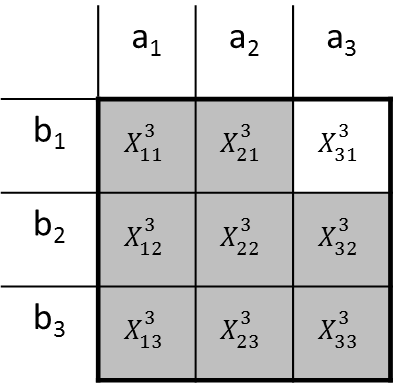 a₁ a₂ a₃
b₁ X³₁₁ X³₂₁ X³₃₁
b₂ X³₁₂ X³₂₂ X³₃₂
b₃ X³₁₃ X³₂₃ X³₃₃